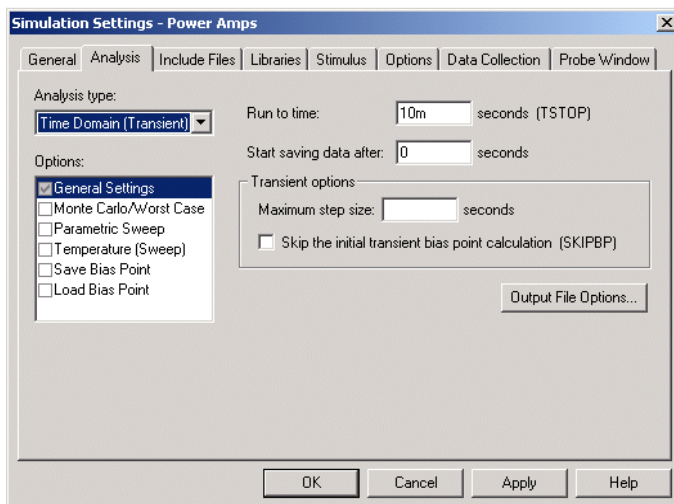 Simulation Settings - Power Amps
General Analysis Include Files Libraries Stimulus Options Data Collection Probe Window
Analysis type:
Time Domain (Transient)
Options:
General Settings
Monte Carlo/Worst Case
Parametric Sweep
Temperature (Sweep)
Save Bias Point
Load Bias Point
Run to time: 10m seconds (TSTOP)
Start saving data after: 0 seconds
Transient options
Maximum step size: seconds
Skip the initial transient bias point calculation (SKIPBP)
Output File Options...
OK Cancel Apply Help